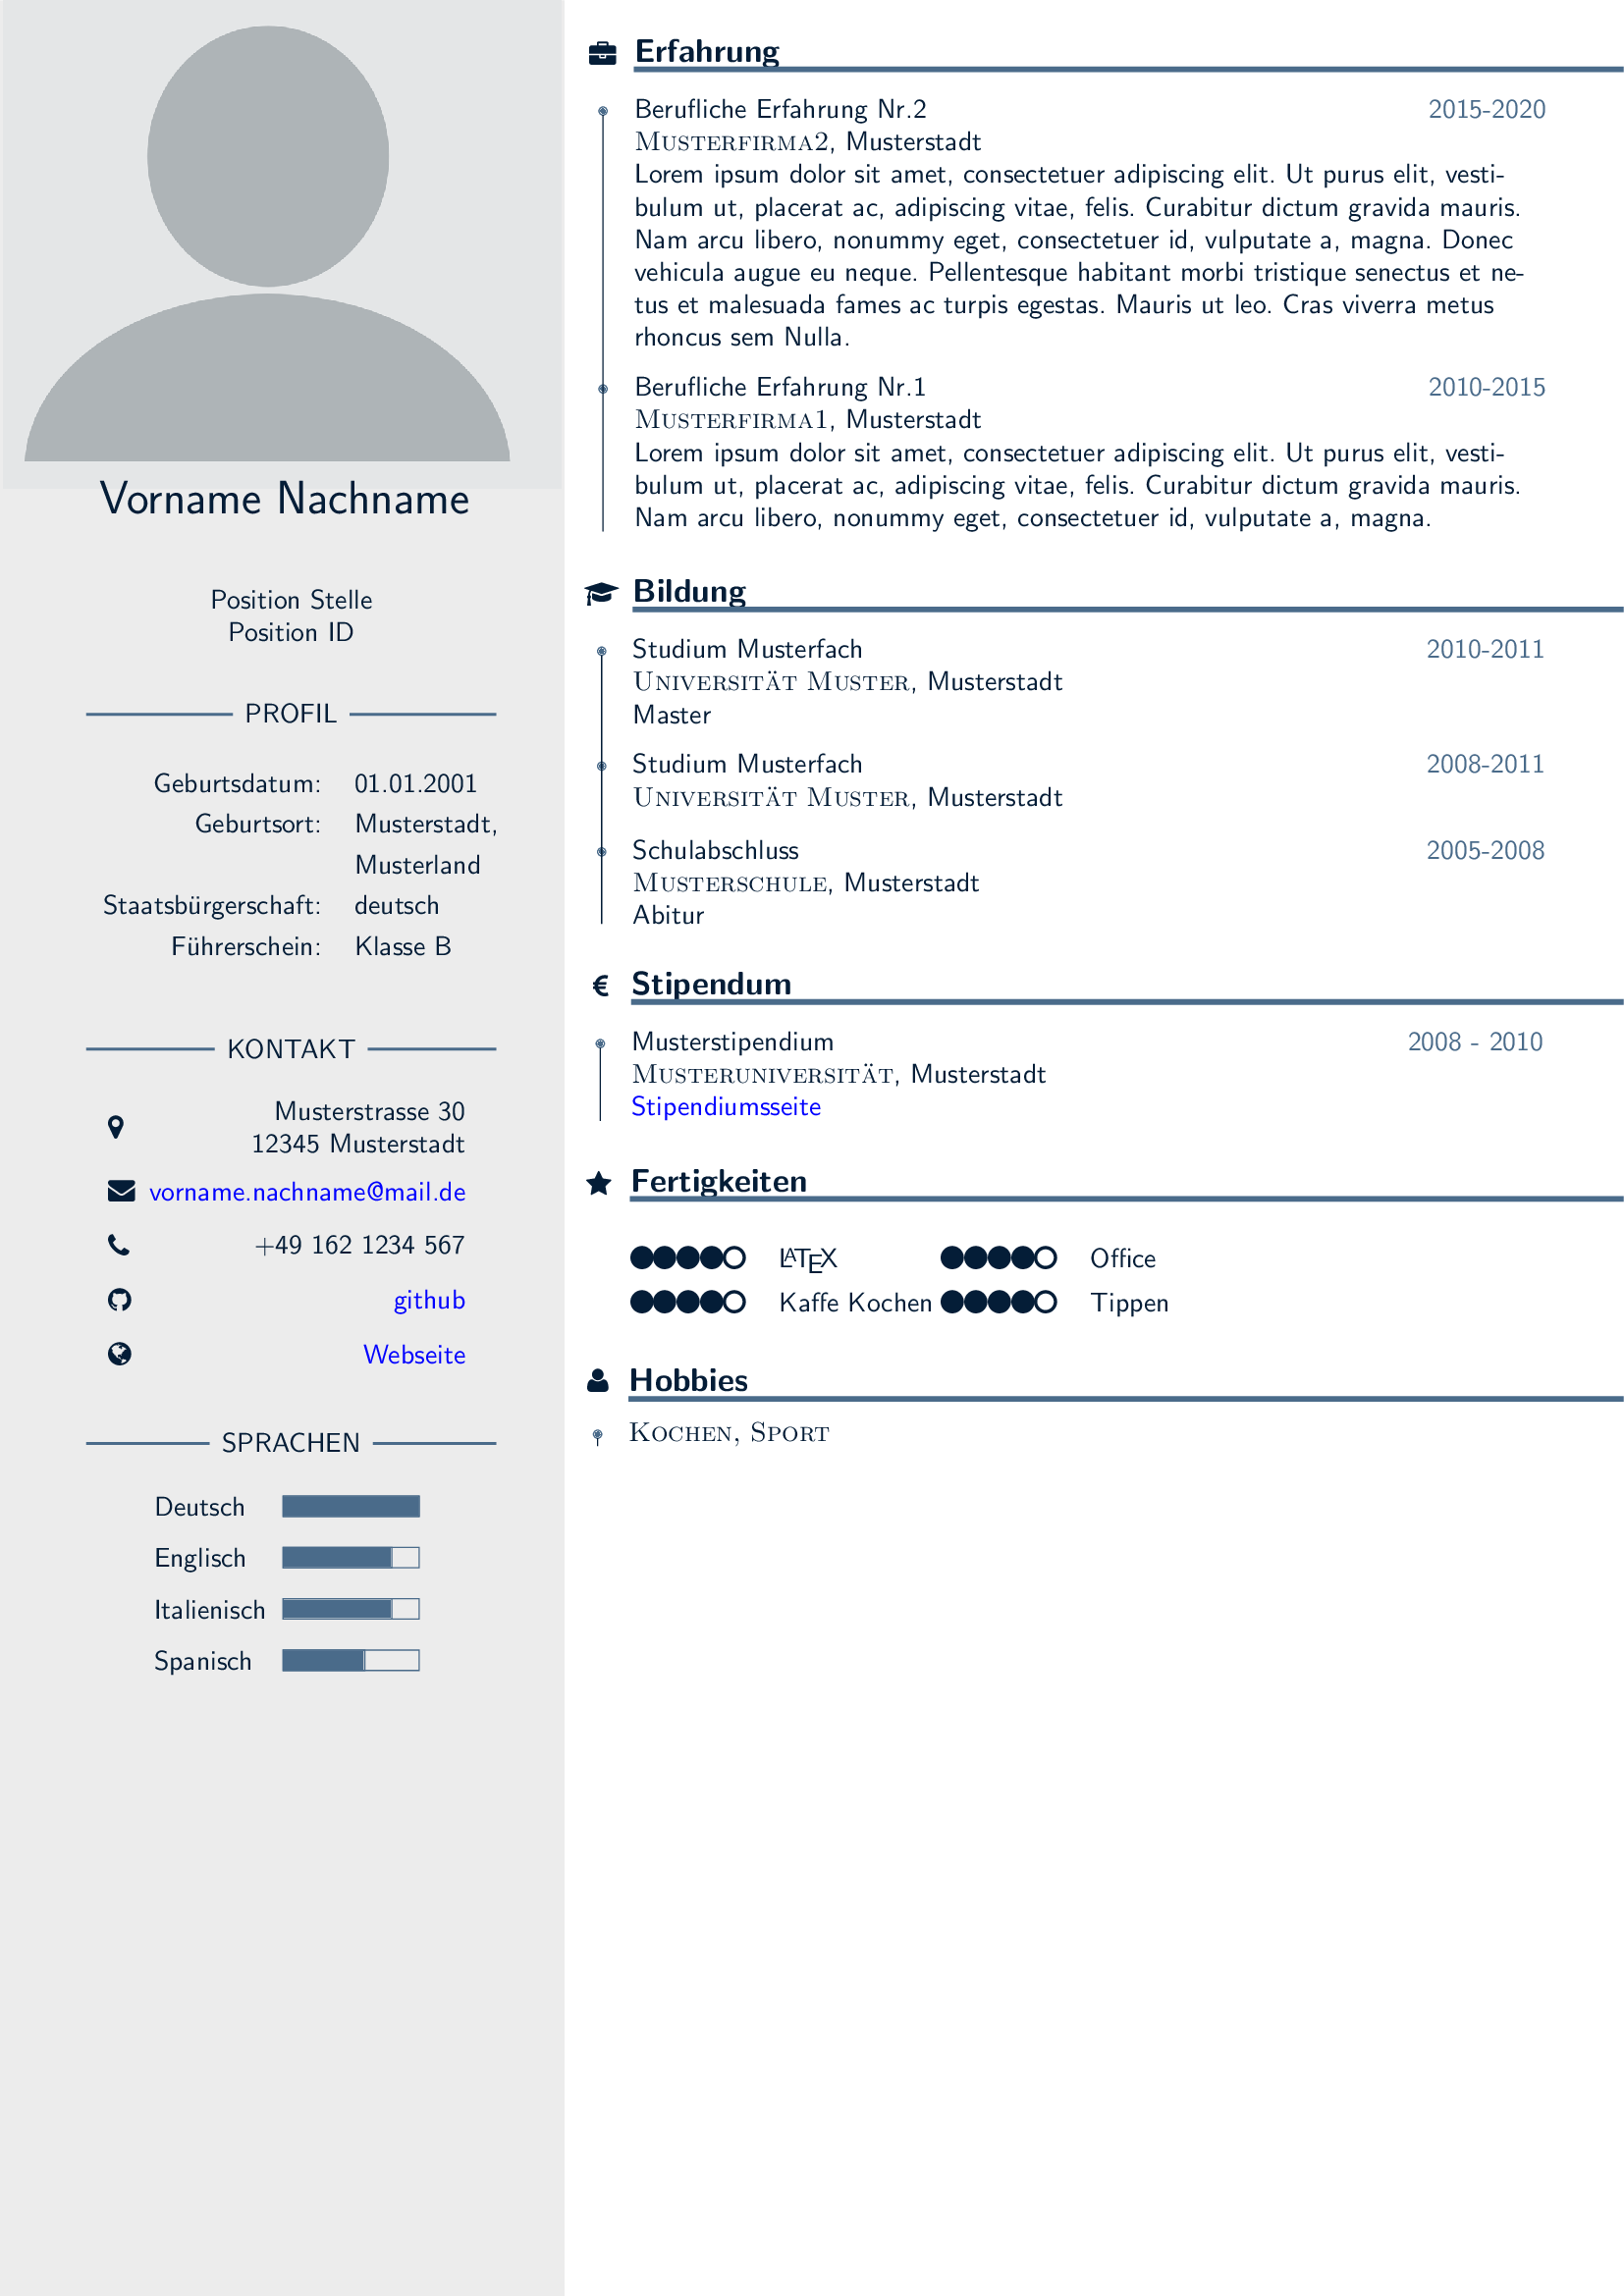 Vorname Nachname
Position Stelle
Position ID
PROFIL
Geburtsdatum: 01.01.2001
Geburtsort: Musterstadt,
Musterland
Staatsbürgerschaft: deutsch
Führerschein: Klasse B
KONTAKT
Musterstrasse 30
12345 Musterstadt
vorname.nachname@mail.de
+49 162 1234 567
github
Webseite
SPRACHEN
Deutsch
Englisch
Italienisch
Spanisch
Erfahrung
Berufliche Erfahrung Nr.2 2015-2020
Musterfirma2, Musterstadt
Lorem ipsum dolor sit amet, consectetuer adipiscing elit. Ut purus elit, vesti-
bulum ut, placerat ac, adipiscing vitae, felis. Curabitur dictum gravida mauris.
Nam arcu libero, nonummy eget, consectetuer id, vulputate a, magna. Donec
vehicula augue eu neque. Pellentesque habitant morbi tristique senectus et ne-
tus et malesuada fames ac turpis egestas. Mauris ut leo. Cras viverra metus
rhoncus sem Nulla.
Berufliche Erfahrung Nr.1 2010-2015
Musterfirma1, Musterstadt
Lorem ipsum dolor sit amet, consectetuer adipiscing elit. Ut purus elit, vesti-
bulum ut, placerat ac, adipiscing vitae, felis. Curabitur dictum gravida mauris.
Nam arcu libero, nonummy eget, consectetuer id, vulputate a, magna.
Bildung
Studium Musterfach 2010-2011
Universität Muster, Musterstadt
Master
Studium Musterfach 2008-2011
Universität Muster, Musterstadt
Schulabschluss 2005-2008
Musterschule, Musterstadt
Abitur
€ Stipendum
Musterstipendium 2008 - 2010
Musteruniversität, Musterstadt
Stipendiumsseite
Fertigkeiten
LATEX Office
Kaffe Kochen Tippen
Hobbies
Kochen, Sport